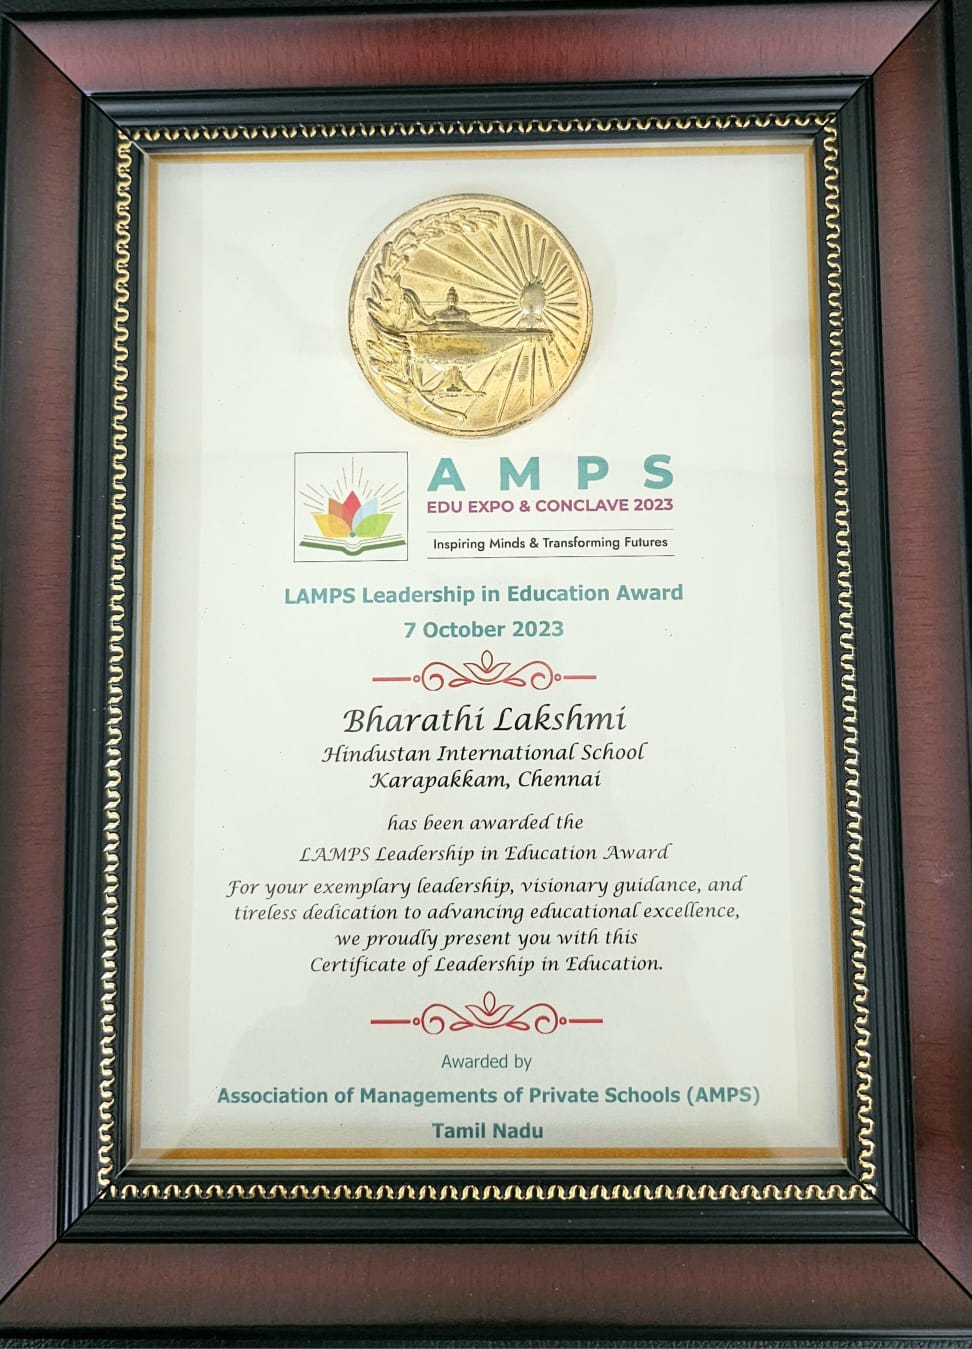 AMPS
EDU EXPO & CONCLAVE 2023
Inspiring Minds & Transforming Futures
LAMPS Leadership in Education Award
7 October 2023
Bharathi Lakshmi
Hindustan International School
Karapakkam, Chennai
has been awarded the
LAMPS Leadership in Education Award
For your exemplary leadership, visionary guidance, and
tireless dedication to advancing educational excellence,
we proudly present you with this
Certificate of Leadership in Education.
Awarded by
Association of Managements of Private Schools (AMPS)
Tamil Nadu